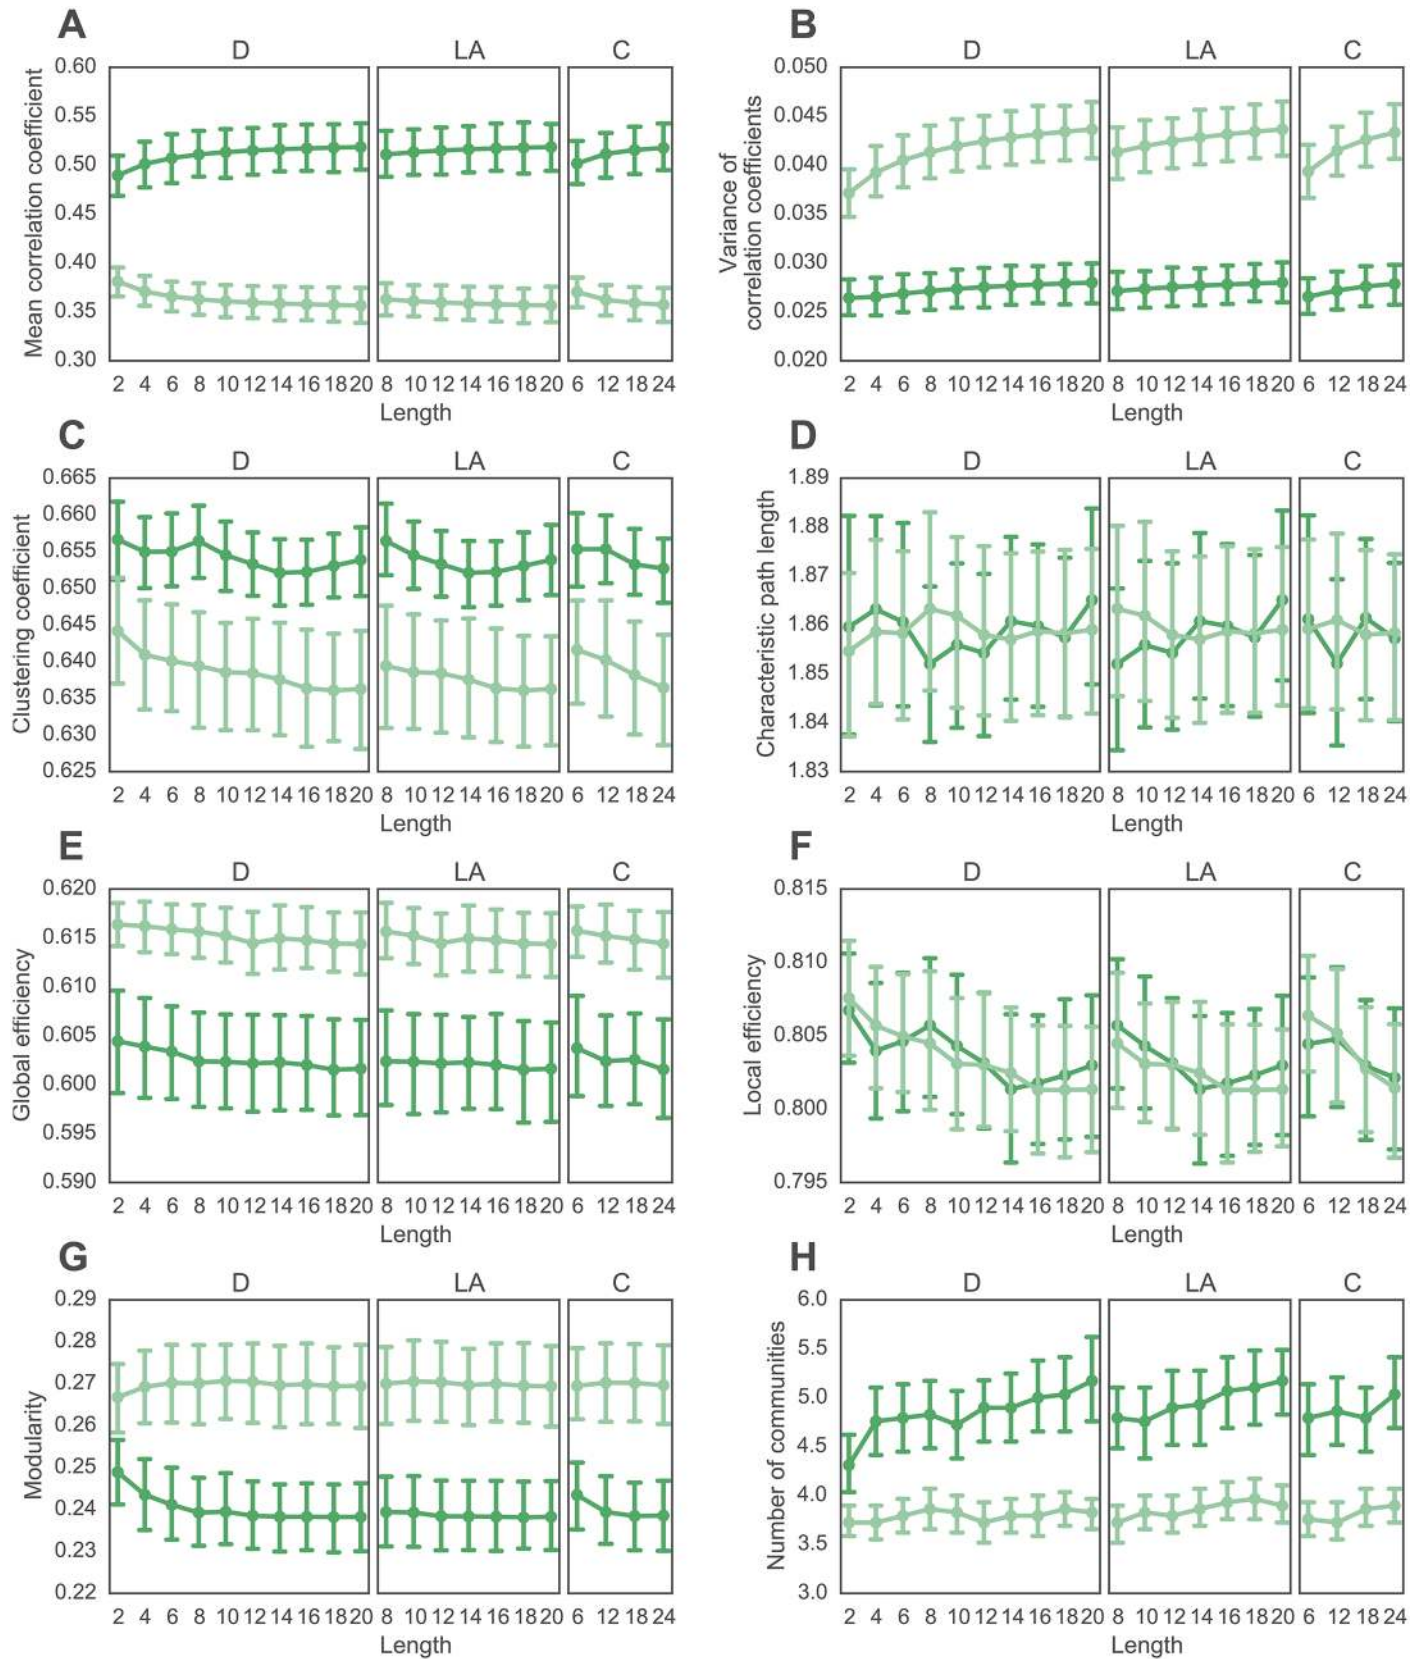 A
D LA C
Mean correlation coefficient
0.60
0.55
0.50
0.45
0.40
0.35
0.30
2 4 6 8 10 12 14 16 18 20 8 10 12 14 16 18 20 6 12 18 24
Length
B
D LA C
Variance of
correlation coefficients
0.050
0.045
0.040
0.035
0.030
0.025
0.020
2 4 6 8 10 12 14 16 18 20 8 10 12 14 16 18 20 6 12 18 24
Length
C
D LA C
Clustering coefficient
0.665
0.660
0.655
0.650
0.645
0.640
0.635
0.630
0.625
2 4 6 8 10 12 14 16 18 20 8 10 12 14 16 18 20 6 12 18 24
Length
D
D LA C
Characteristic path length
1.89
1.88
1.87
1.86
1.85
1.84
1.83
2 4 6 8 10 12 14 16 18 20 8 10 12 14 16 18 20 6 12 18 24
Length
E
D LA C
Global efficiency
0.620
0.615
0.610
0.605
0.600
0.595
0.590
2 4 6 8 10 12 14 16 18 20 8 10 12 14 16 18 20 6 12 18 24
Length
F
D LA C
Local efficiency
0.815
0.810
0.805
0.800
0.795
2 4 6 8 10 12 14 16 18 20 8 10 12 14 16 18 20 6 12 18 24
Length
G
D LA C
Modularity
0.29
0.28
0.27
0.26
0.25
0.24
0.23
0.22
2 4 6 8 10 12 14 16 18 20 8 10 12 14 16 18 20 6 12 18 24
Length
H
D LA C
Number of communities
6.0
5.5
5.0
4.5
4.0
3.5
3.0
2 4 6 8 10 12 14 16 18 20 8 10 12 14 16 18 20 6 12 18 24
Length